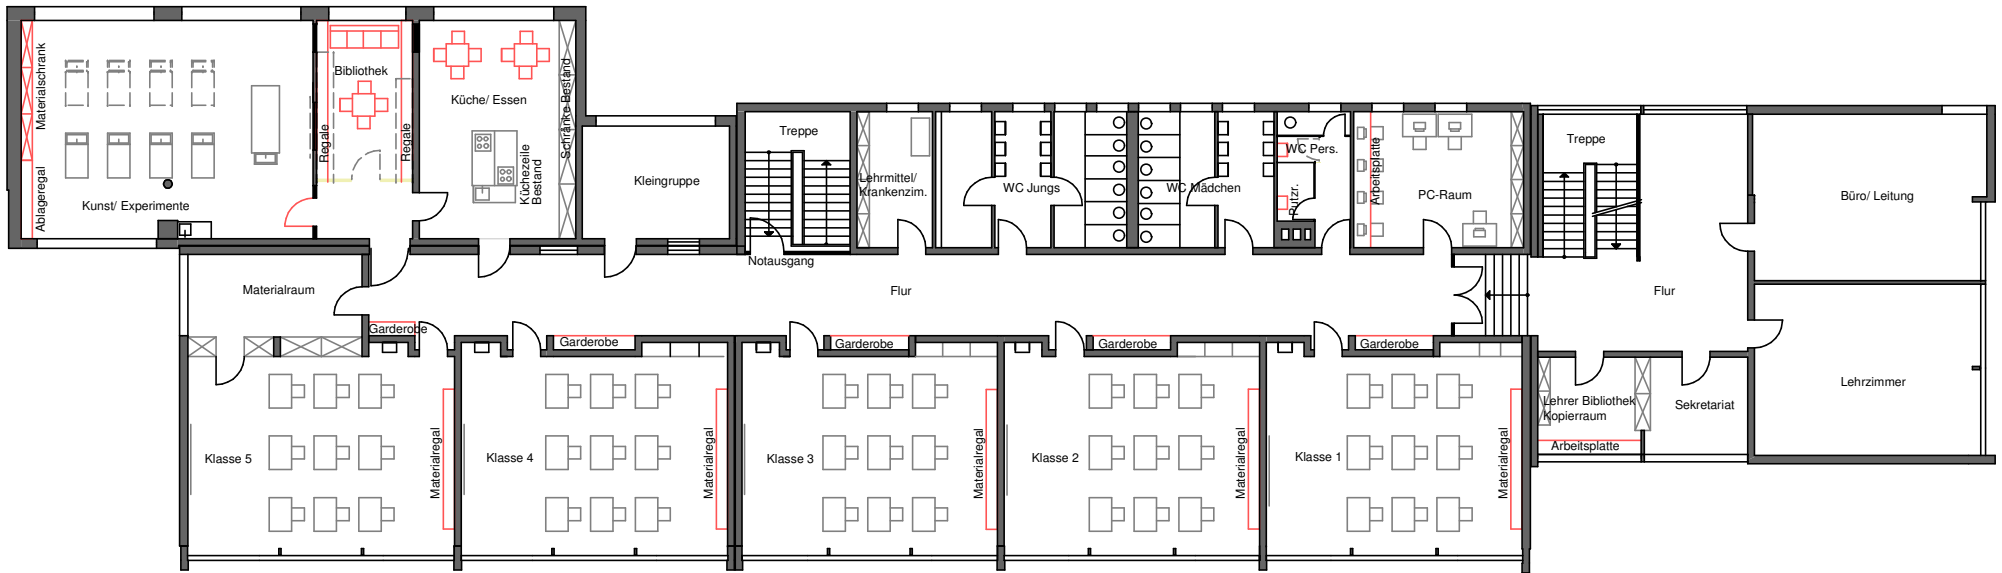 Materialschrank
Ablageregal
Kunst/ Experimente
Bibliothek
Regale
Regale
Küche/ Essen
Schränke Bestand
Küchezeile
Bestand
Kleingruppe
Treppe
Notausgang
Lehrmittel/
Krankenzim.
WC Jungs
WC Mädchen
WC Pers.
Putzr.
Arbeitsplatte
PC-Raum
Treppe
Büro/ Leitung
Materialraum
Flur
Flur
Garderobe
Garderobe
Garderobe
Garderobe
Garderobe
Lehrzimmer
Lehrer Bibliothek
Kopierraum
Sekretariat
Arbeitsplatte
Klasse 5
Materialregal
Klasse 4
Materialregal
Klasse 3
Materialregal
Klasse 2
Materialregal
Klasse 1
Materialregal